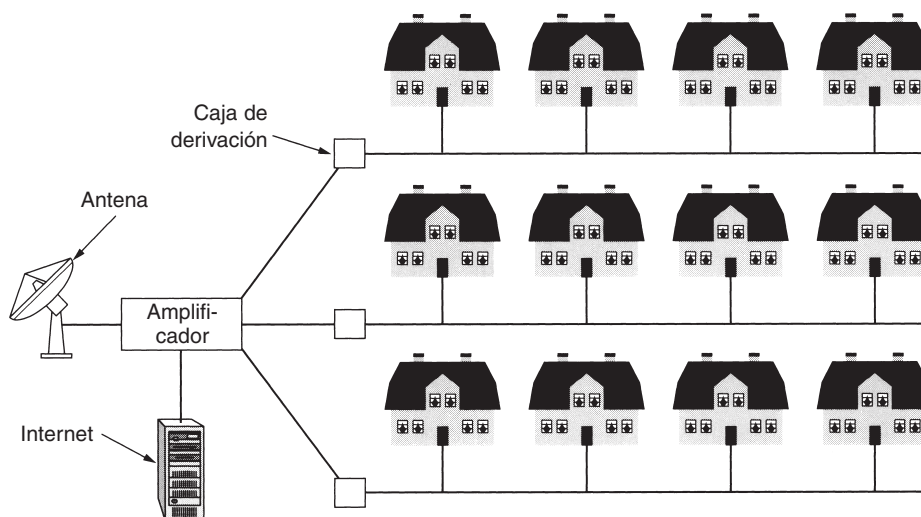 Caja de
derivación
Antena
Amplifi-
cador
Internet